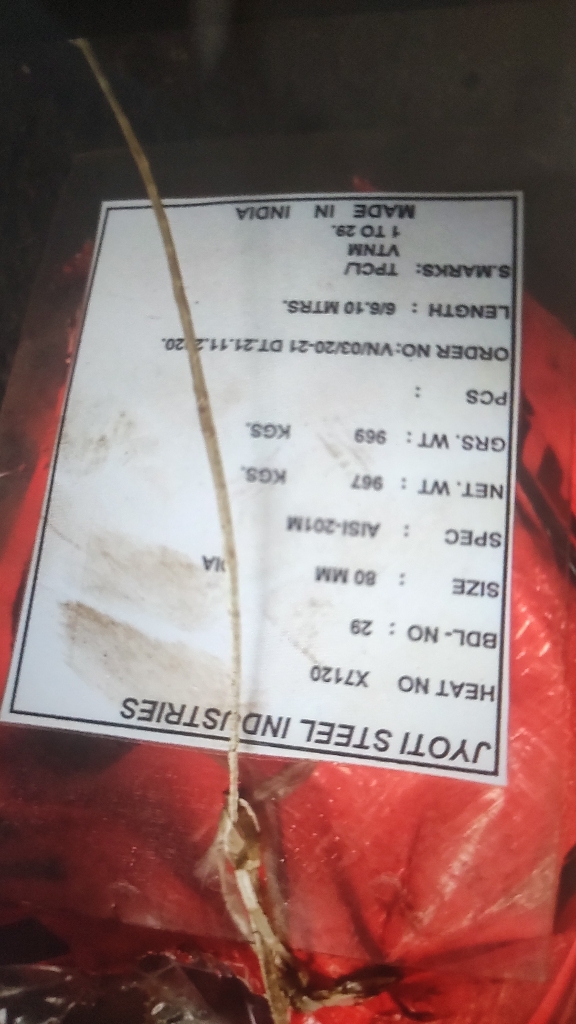 JYOTI STEEL INDUSTRIES
HEAT NO X7120
BDL- NO : 29
SIZE : 80 MM DIA
SPEC : AISI-201M
NET. WT : 967 KGS.
GRS. WT : 969 KGS.
PCS :
ORDER NO:VN/03/20-21 DT.21.11.2020.
LENGTH : 6/6.10 MTRS.
S.MARKS: TPCL/
VTNM
1 TO 29.
MADE IN INDIA